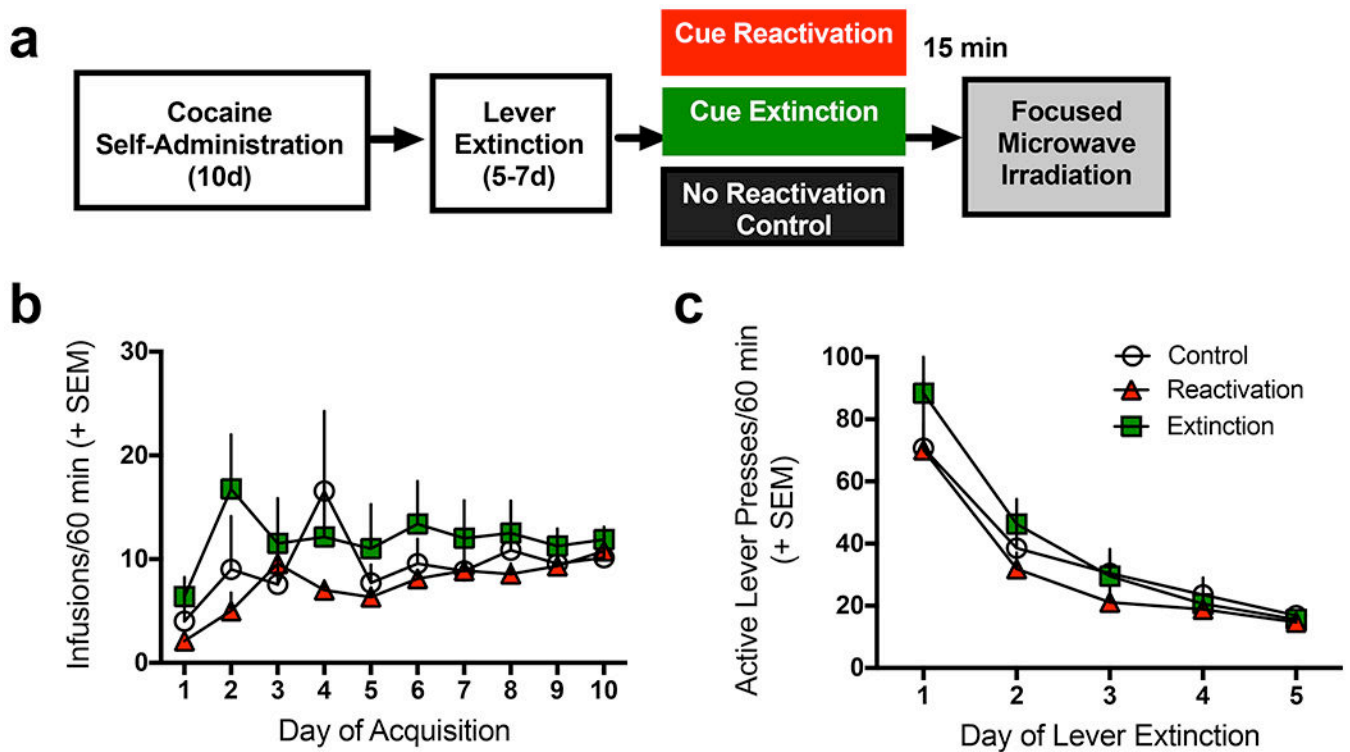 a
Cocaine
Self-Administration
(10d)
Lever
Extinction
(5-7d)
Cue Reactivation
Cue Extinction
No Reactivation
Control
15 min
Focused
Microwave
Irradiation
b
Infusions/60 min (+ SEM)
30
20
10
0
1 2 3 4 5 6 7 8 9 10
Day of Acquisition
c
Active Lever Presses/60 min
(+ SEM)
100
80
60
40
20
0
1 2 3 4 5
Day of Lever Extinction
Control
Reactivation
Extinction